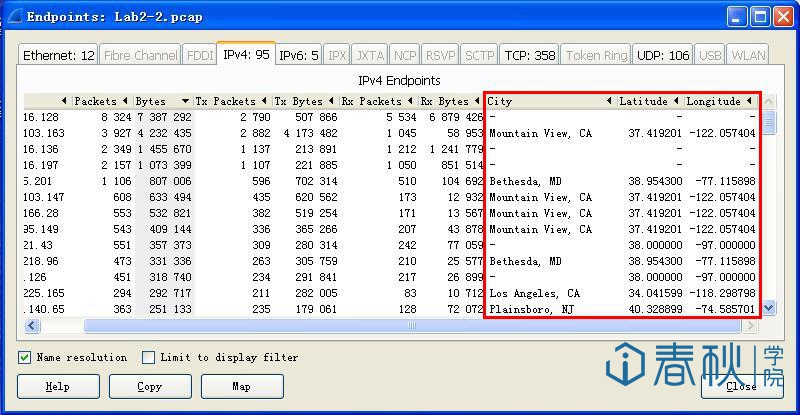 Endpoints: Lab2-2.pcap
Ethernet: 12 Fibre Channel FDDI IPv4: 95 IPv6: 5 IPX JXTA NCP RSVP SCTP TCP: 358 Token Ring UDP: 106 USB WLAN
IPv4 Endpoints
Packets Bytes Tx Packets Tx Bytes Rx Packets Rx Bytes City Latitude Longitude
16.128 8 324 7 387 292 2 790 507 866 5 534 6 879 426 - - -
103.163 3 927 4 232 435 2 882 4 173 482 1 045 58 953 Mountain View, CA 37.419201 -122.057404
16.136 2 349 1 455 670 1 137 213 891 1 212 1 241 779 - - -
16.197 2 157 1 073 399 1 107 221 885 1 050 851 514 - - -
5.201 1 106 807 006 596 702 314 510 104 692 Bethesda, MD 38.954300 -77.115898
103.147 608 633 494 435 620 562 173 12 932 Mountain View, CA 37.419201 -122.057404
166.28 553 532 821 382 519 254 171 13 567 Mountain View, CA 37.419201 -122.057404
95.149 543 409 144 336 365 266 207 43 878 Mountain View, CA 37.419201 -122.057404
21.43 551 357 373 309 280 314 242 77 059 - 38.000000 -97.000000
218.96 473 331 336 263 305 759 210 25 577 Bethesda, MD 38.954300 -77.115898
.126 451 318 740 234 291 841 217 26 899 - 38.000000 -97.000000
225.165 294 292 717 211 282 005 83 10 712 Los Angeles, CA 34.041599 -118.298798
.140.65 363 251 133 235 179 061 128 72 072 Plainsboro, NJ 40.328899 -74.585701
Name resolution Limit to display filter
Help Copy Map Close
春秋学院